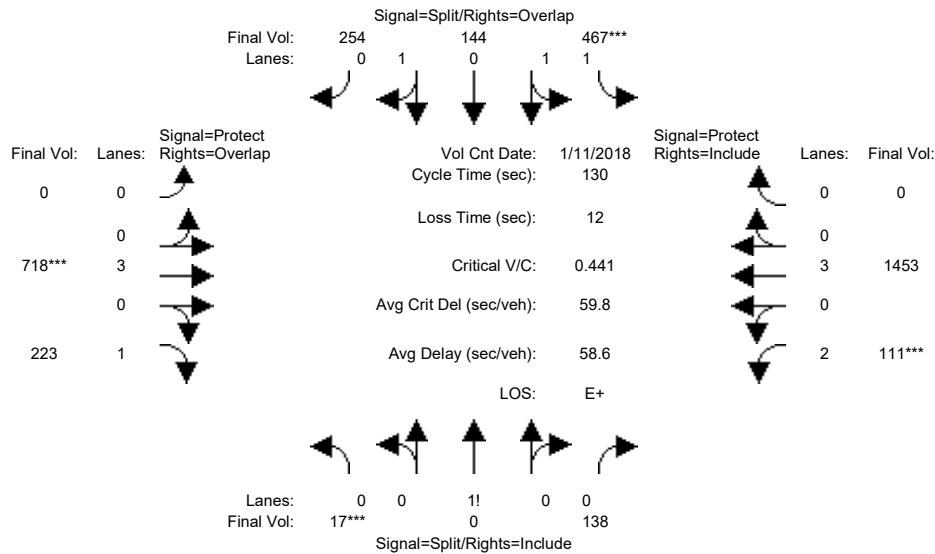 Signal=Split/Rights=Overlap
Final Vol: 254 144 467***
Lanes: 0 1 0 1 1
Signal=Protect
Final Vol: Lanes: Rights=Overlap
Vol Cnt Date: 1/11/2018
Cycle Time (sec): 130
Signal=Protect
Rights=Include Lanes: Final Vol:
0 0
0 0
Loss Time (sec): 12
0
0
718*** 3
Critical V/C: 0.441
3 1453
0
Avg Crit Del (sec/veh): 59.8
0
223 1
Avg Delay (sec/veh): 58.6
2 111***
LOS: E+
Lanes: 0 0 1! 0 0
Final Vol: 17*** 0 138
Signal=Split/Rights=Include